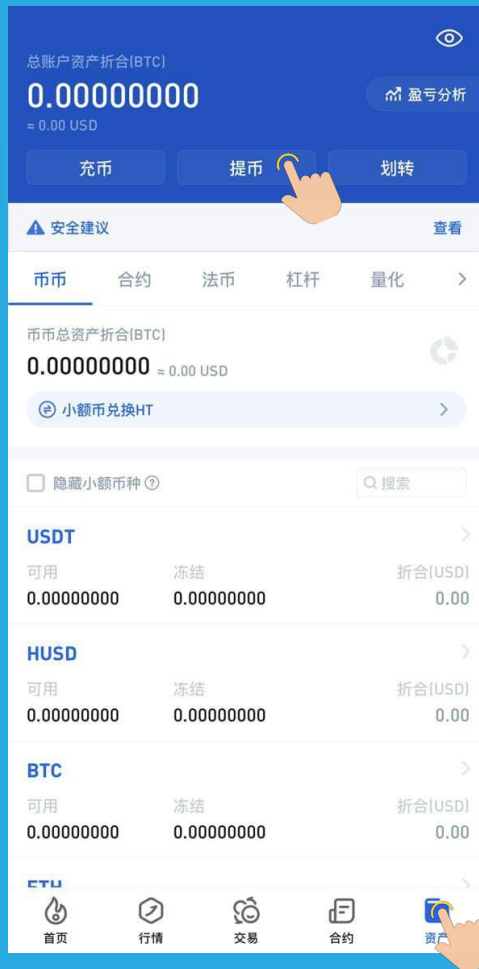 总账户资产折合(BTC)
0.00000000
盈亏分析
≈ 0.00 USD
充币 提币 划转
安全建议 查看
币币 合约 法币 杠杆 量化
币币总资产折合(BTC)
0.00000000 ≈ 0.00 USD
小额币兑换HT
隐藏小额币种 搜索
USDT
可用 冻结 折合(USD)
0.00000000 0.00000000 0.00
HUSD
可用 冻结 折合(USD)
0.00000000 0.00000000 0.00
BTC
可用 冻结 折合(USD)
0.00000000 0.00000000 0.00
ETH
首页 行情 交易 合约 资产